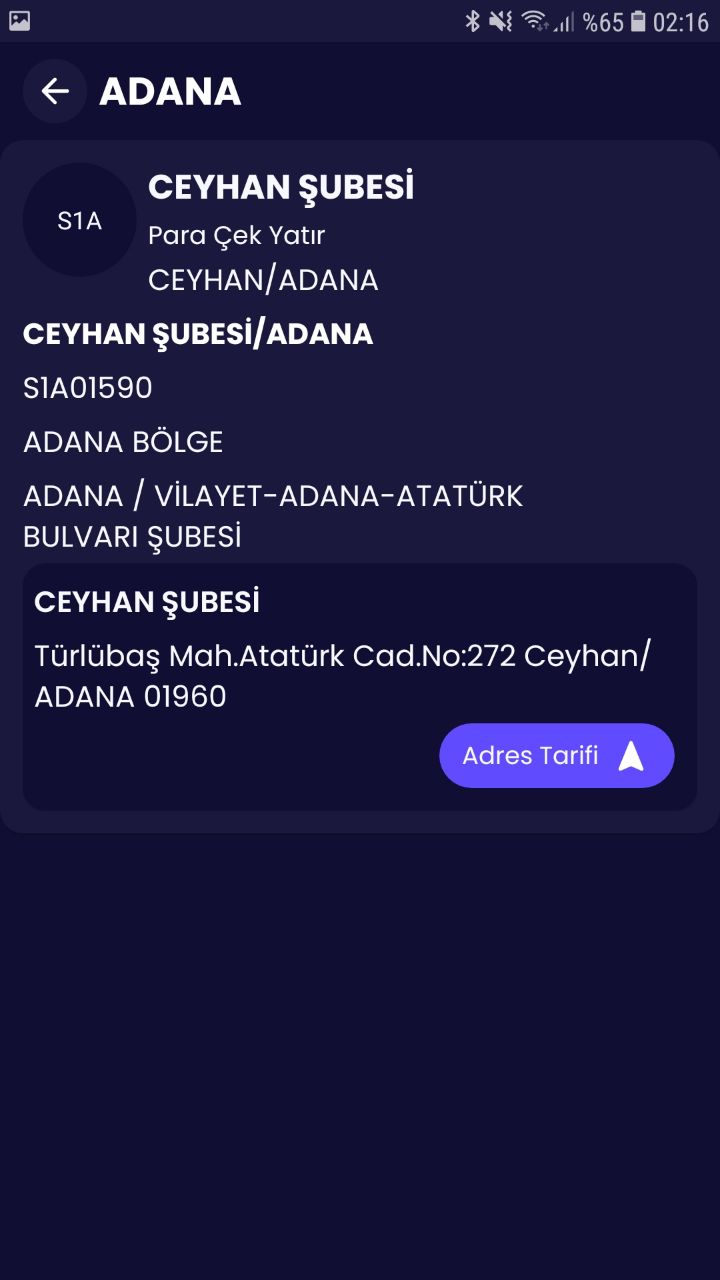 %65 02:16
ADANA
S1A
CEYHAN ŞUBESİ
Para Çek Yatır
CEYHAN/ADANA
CEYHAN ŞUBESİ/ADANA
S1A01590
ADANA BÖLGE
ADANA / VİLAYET-ADANA-ATATÜRK
BULVARI ŞUBESİ
CEYHAN ŞUBESİ
Türlübaş Mah.Atatürk Cad.No:272 Ceyhan/
ADANA 01960
Adres Tarifi